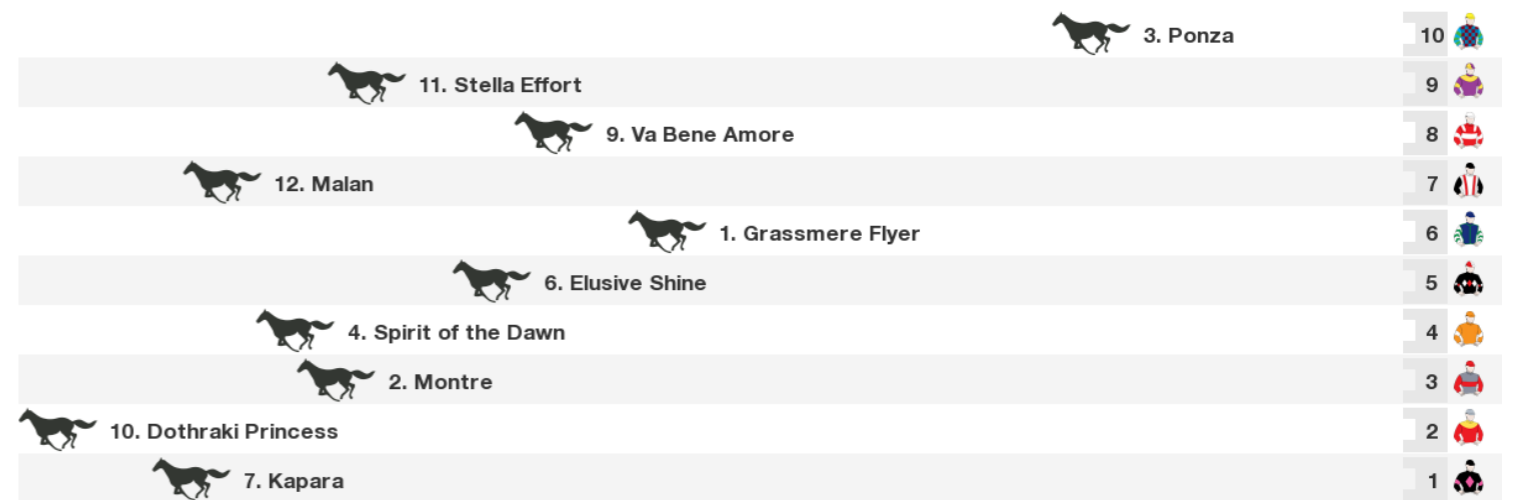 3. Ponza 10
11. Stella Effort 9
9. Va Bene Amore 8
12. Malan 7
1. Grassmere Flyer 6
6. Elusive Shine 5
4. Spirit of the Dawn 4
2. Montre 3
10. Dothraki Princess 2
7. Kapara 1